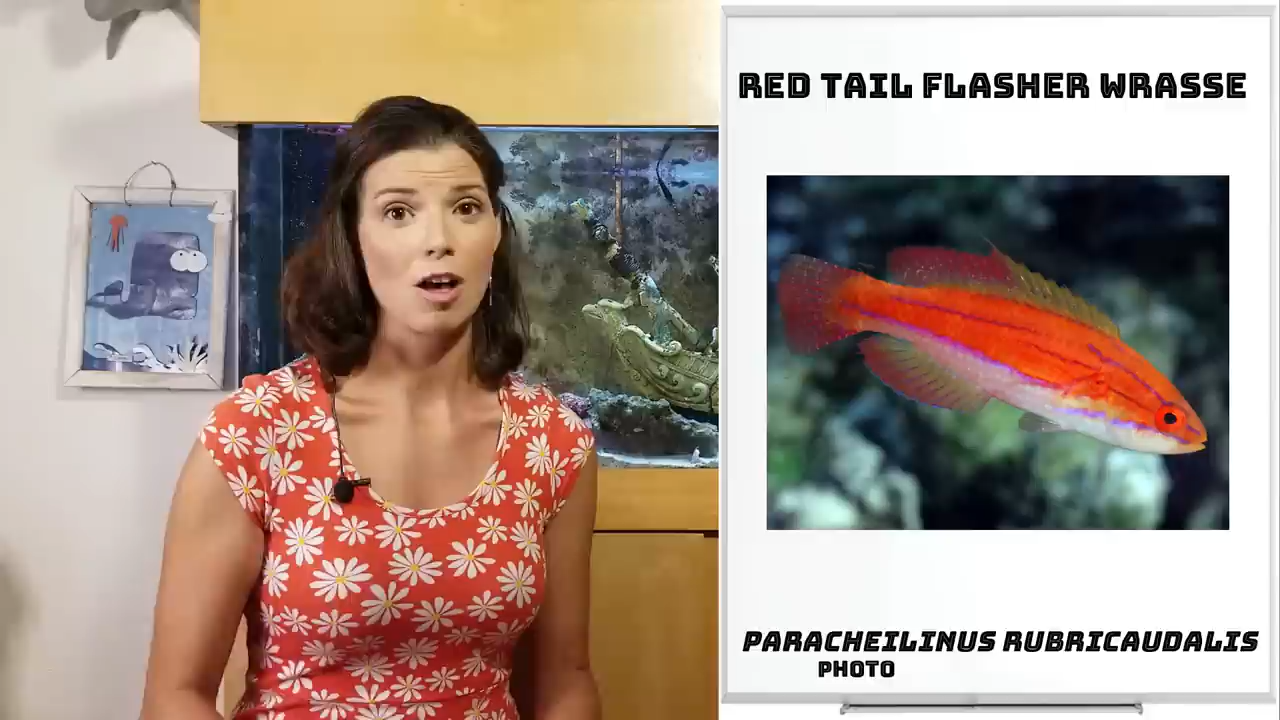 RED TAIL FLASHER WRASSE
PARACHEILINUS RUBRICAUDALIS
PHOTO